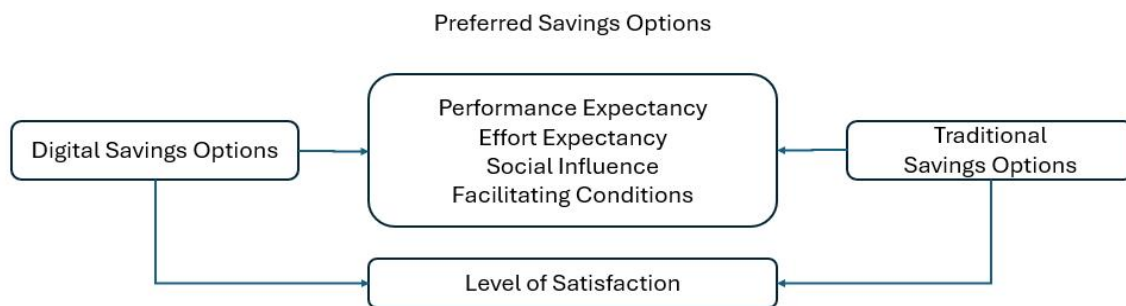 Preferred Savings Options
Performance Expectancy
Effort Expectancy
Social Influence
Facilitating Conditions
Digital Savings Options
Traditional
Savings Options
Level of Satisfaction